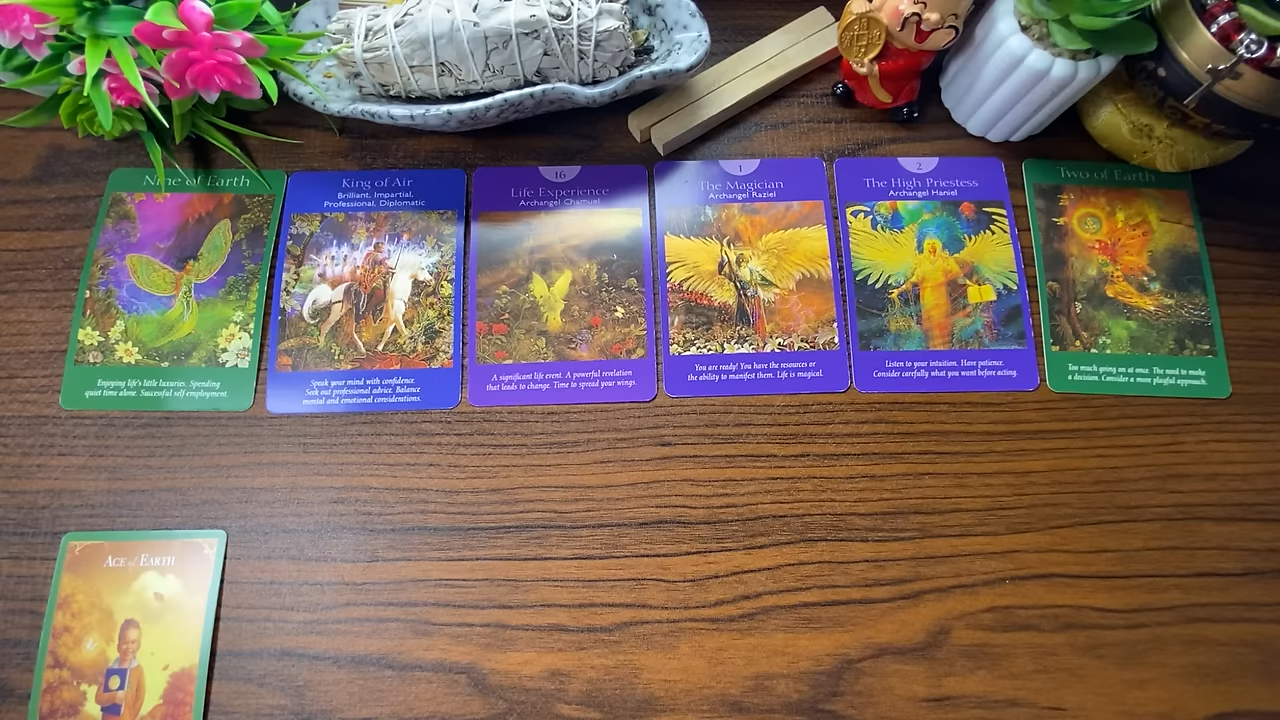 Nine of Earth
Enjoying life's little luxuries. Spending
quiet time alone. Successful self-employment.
King of Air
Brilliant, Impartial,
Professional, Diplomatic
Speak your mind with confidence.
Seek out professional advice. Balance
mental and emotional considerations.
16
Life Experience
Archangel Chamuel
A significant life event. A powerful revelation
that leads to change. Time to spread your wings.
1
The Magician
Archangel Raziel
You are ready! You have the resources or
the ability to manifest them. Life is magical.
2
The High Priestess
Archangel Haniel
Listen to your intuition. Have patience.
Consider carefully what you want before acting.
Two of Earth
Too much going on at once. The need to make
a decision. Consider a more playful approach.
ACE of EARTH